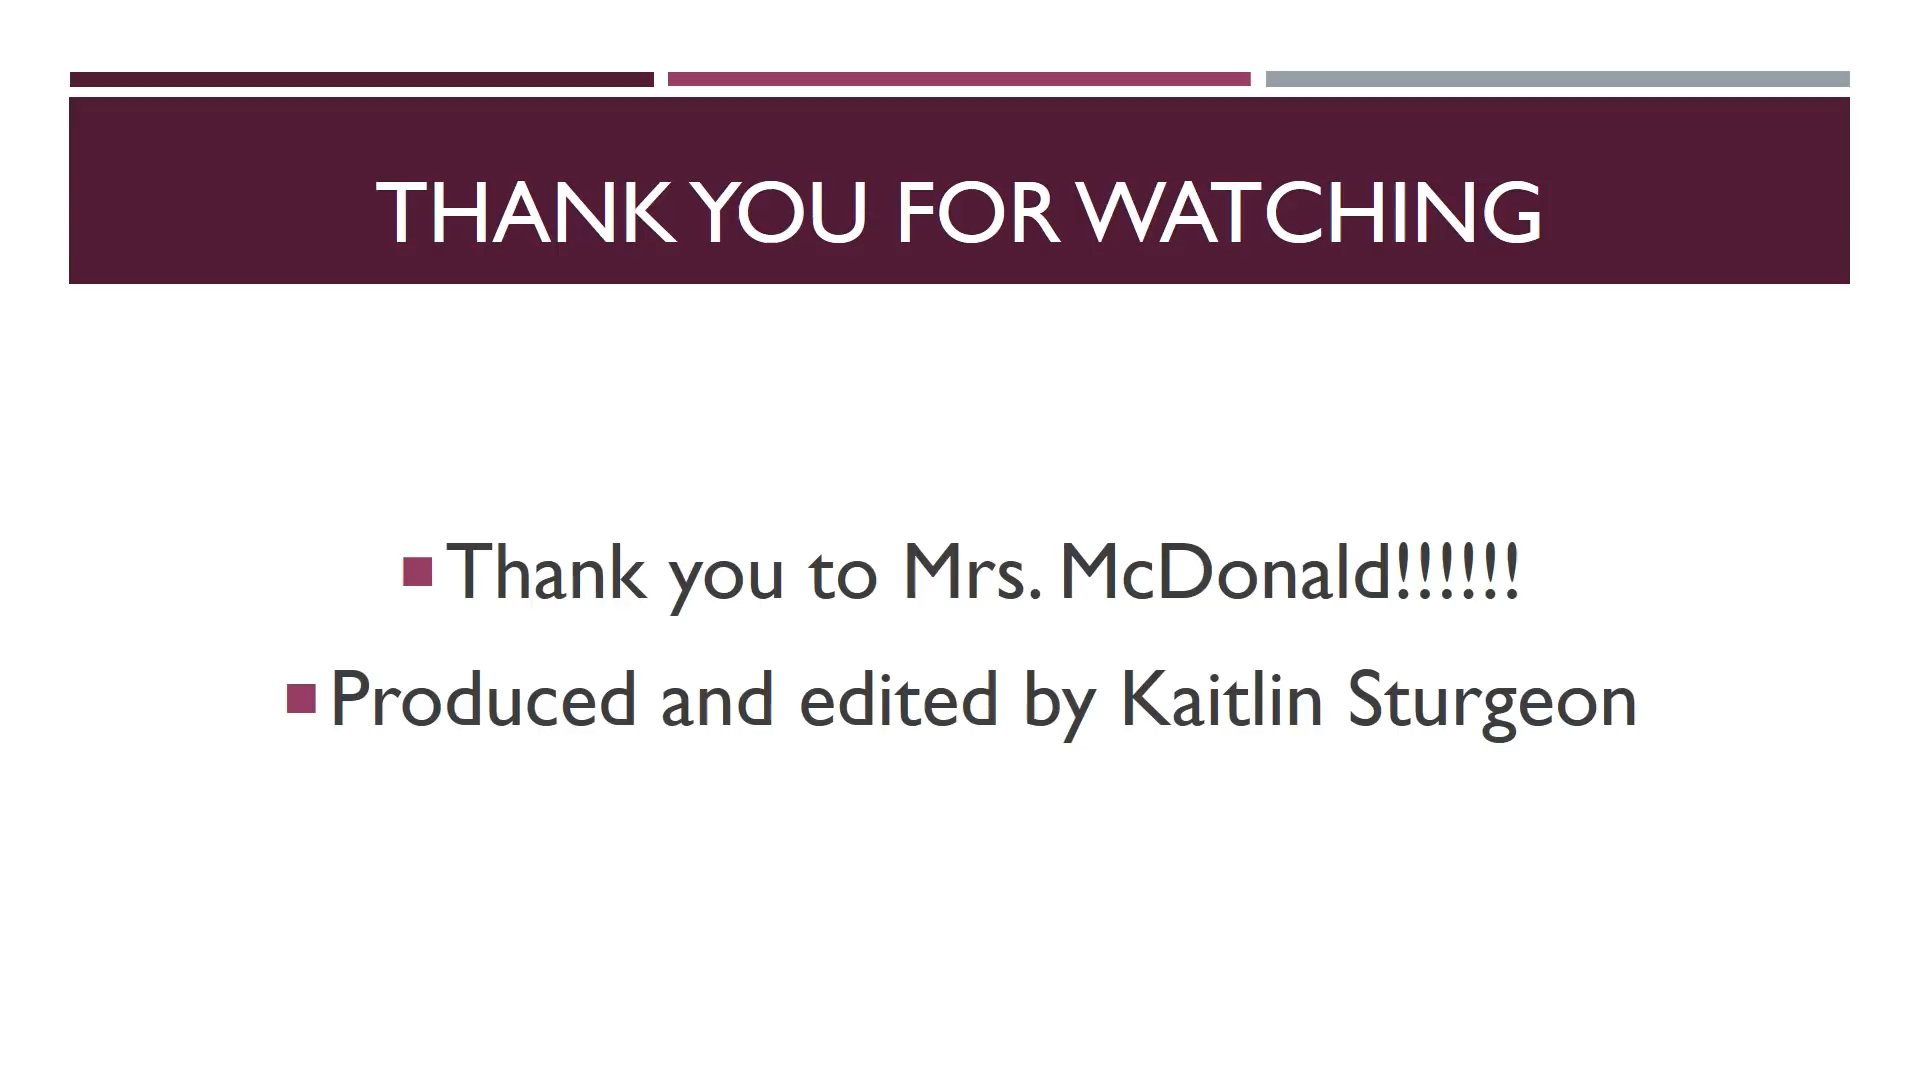 THANK YOU FOR WATCHING
Thank you to Mrs. McDonald!!!!!!
Produced and edited by Kaitlin Sturgeon